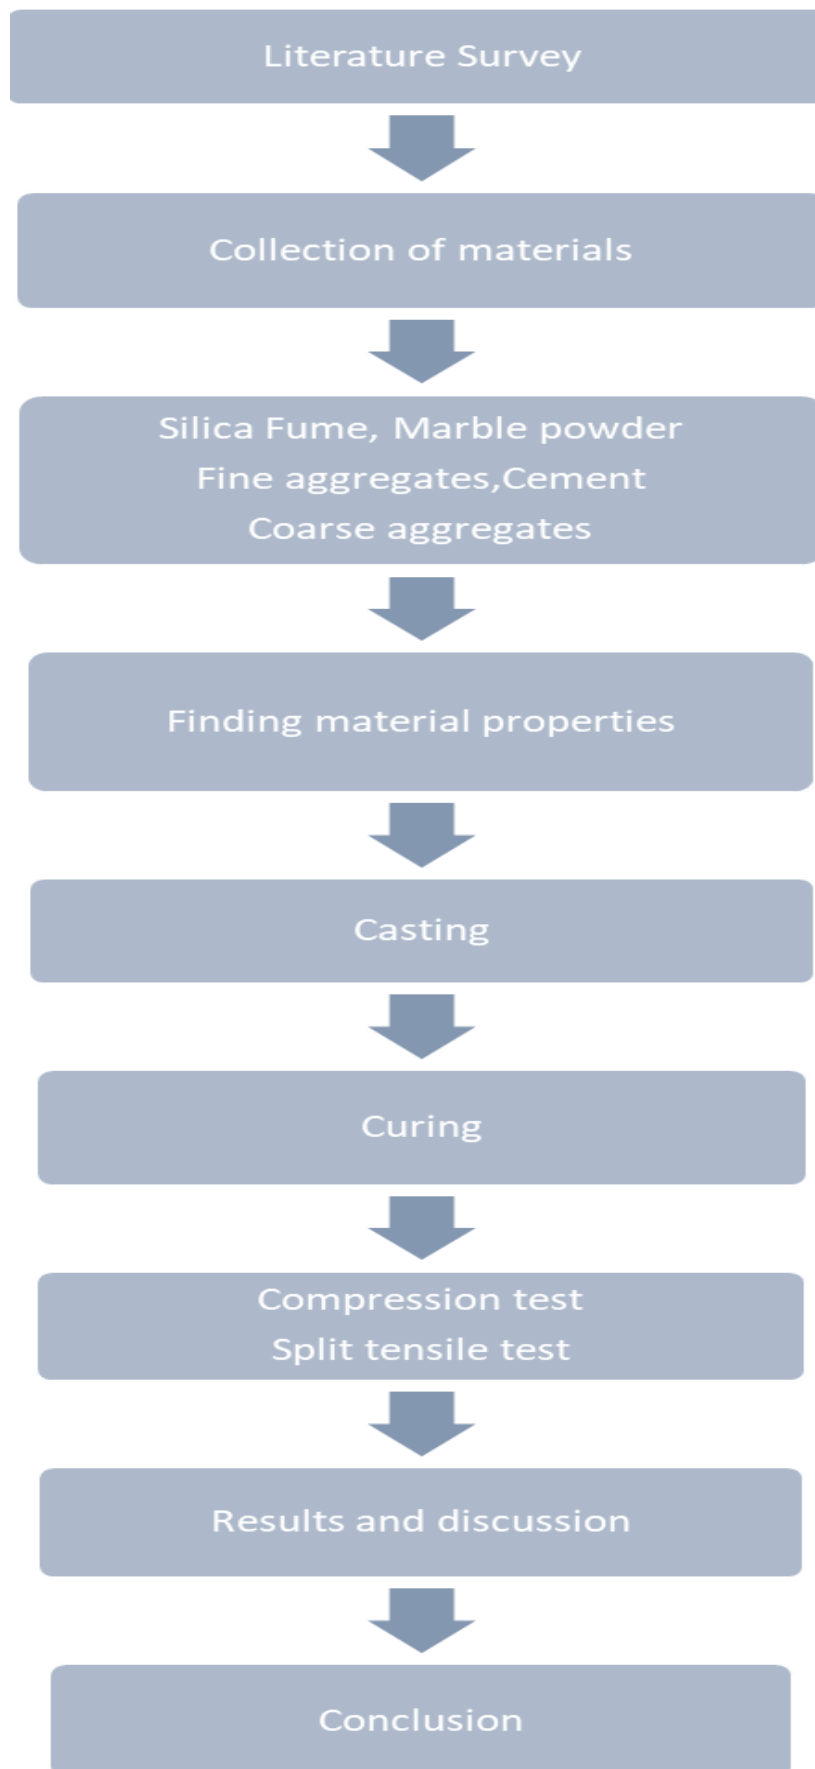 Literature Survey
Collection of materials
Silica Fume, Marble powder
Fine aggregates,Cement
Coarse aggregates
Finding material properties
Casting
Curing
Compression test
Split tensile test
Results and discussion
Conclusion